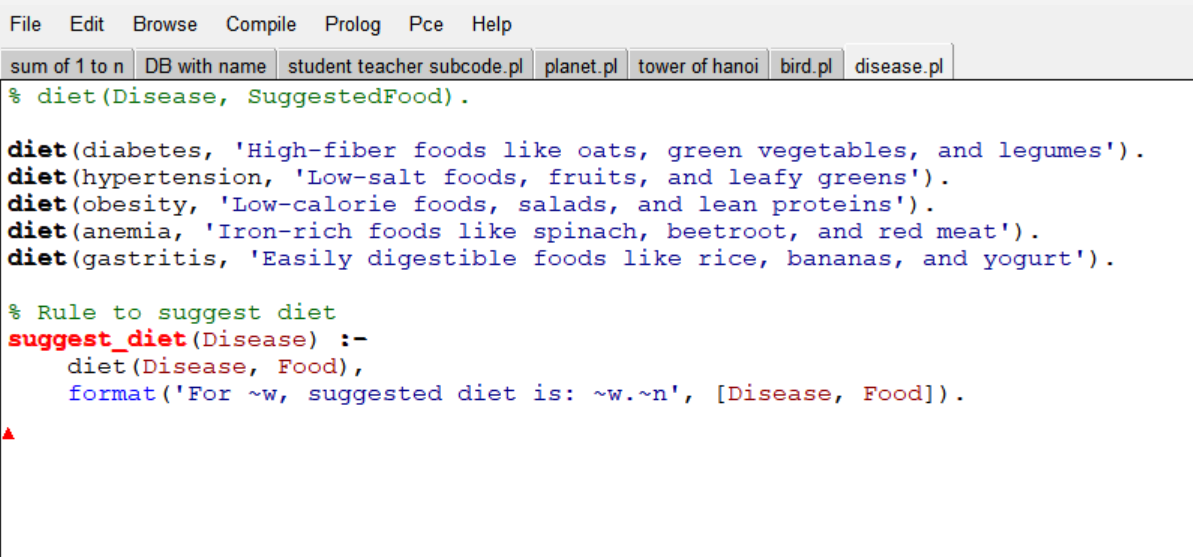 File Edit Browse Compile Prolog Pce Help
sum of 1 to n DB with name student teacher subcode.pl planet.pl tower of hanoi bird.pl disease.pl
% diet(Disease, SuggestedFood).
diet(diabetes, 'High-fiber foods like oats, green vegetables, and legumes').
diet(hypertension, 'Low-salt foods, fruits, and leafy greens').
diet(obesity, 'Low-calorie foods, salads, and lean proteins').
diet(anemia, 'Iron-rich foods like spinach, beetroot, and red meat').
diet(gastritis, 'Easily digestible foods like rice, bananas, and yogurt').
% Rule to suggest diet
suggest_diet(Disease) :-
    diet(Disease, Food),
    format('For ~w, suggested diet is: ~w.~n', [Disease, Food]).